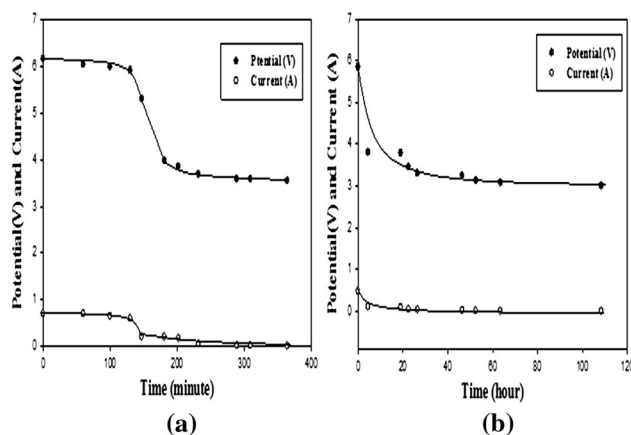 7
6
5
4
3
2
1
0
Potential(V) and Current(A)
Ptential (V)
Current (A)
0 100 200 300 400
Time (minute)
(a)
7
6
5
4
3
2
1
0
Potential(V) and Current (A)
Potential (V)
Current (A)
0 20 40 60 80 100 120
Time (hour)
(b)